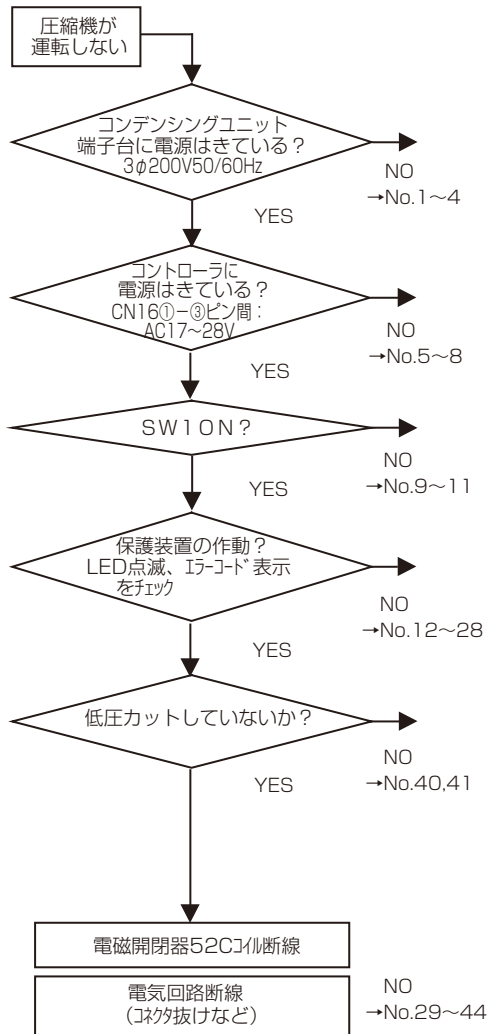 圧縮機が
運転しない
コンデンシングユニット
端子台に電源はきている？
3φ200V50/60Hz
NO
→No.1～4
YES
コントローラに
電源はきている？
CN16①－③ピン間：
AC17～28V
NO
→No.5～8
YES
SW1ON？
NO
→No.9～11
YES
保護装置の作動？
LED点滅、ｴﾗｰｺｰﾄﾞ表示
をﾁｪｯｸ
NO
→No.12～28
YES
低圧カットしていないか？
NO
→No.40,41
YES
電磁開閉器52Cｺｲﾙ断線
電気回路断線
（ｺﾈｸﾀ抜けなど）
NO
→No.29～44